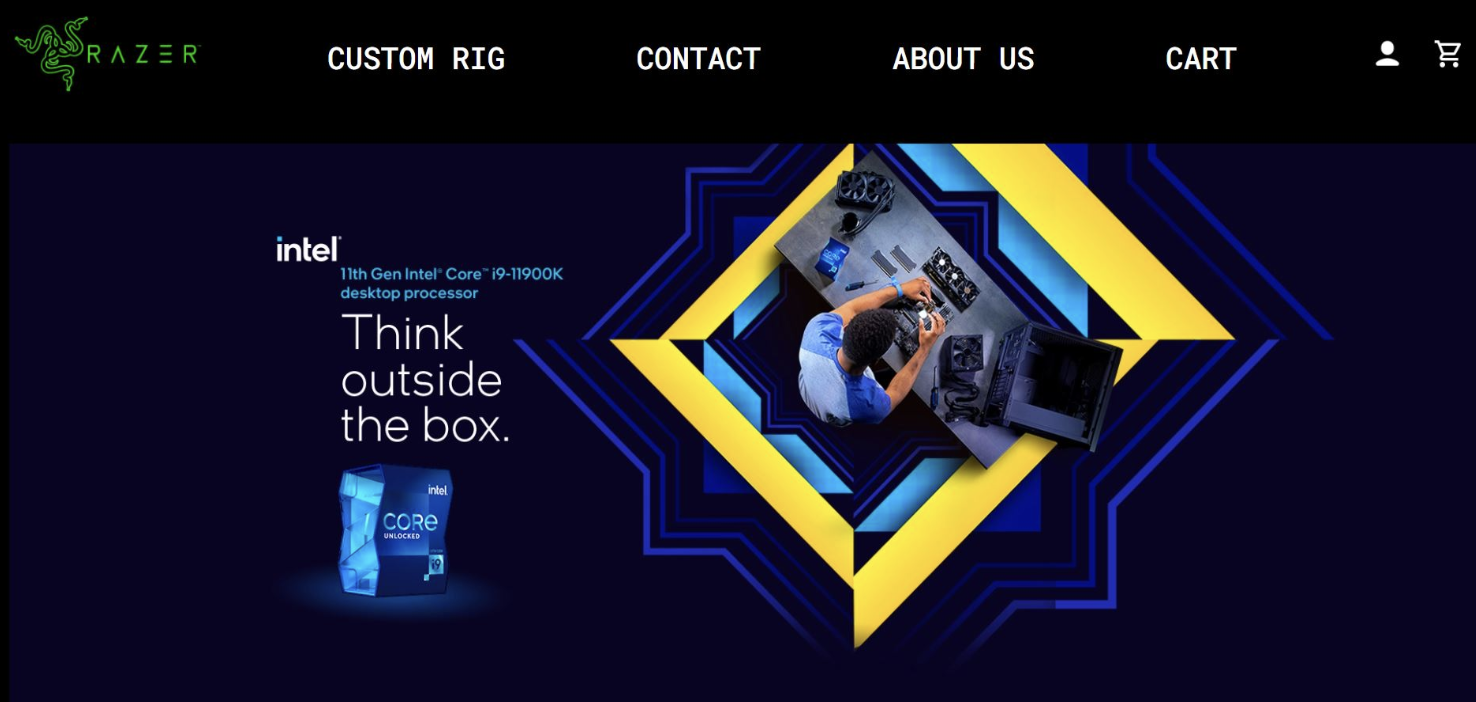 RAZER
CUSTOM RIG
CONTACT
ABOUT US
CART
intel®
11th Gen Intel® Core™ i9-11900K
desktop processor
Think
outside
the box.
intel.
CORE
UNLOCKED
i9